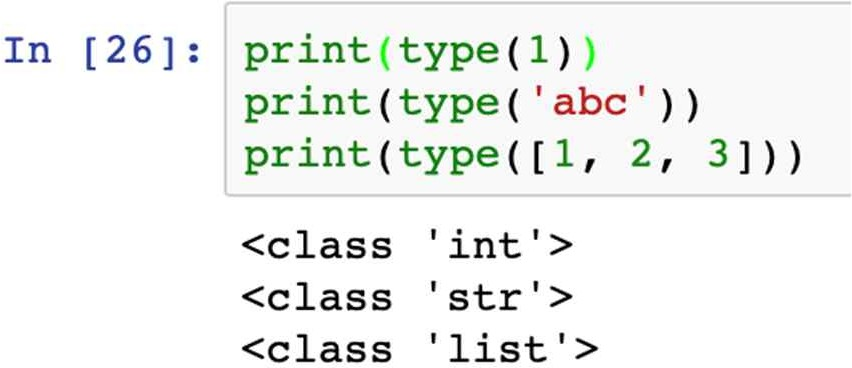 In [26]: print(type(1))
print(type('abc'))
print(type([1, 2, 3]))
<class 'int'>
<class 'str'>
<class 'list'>